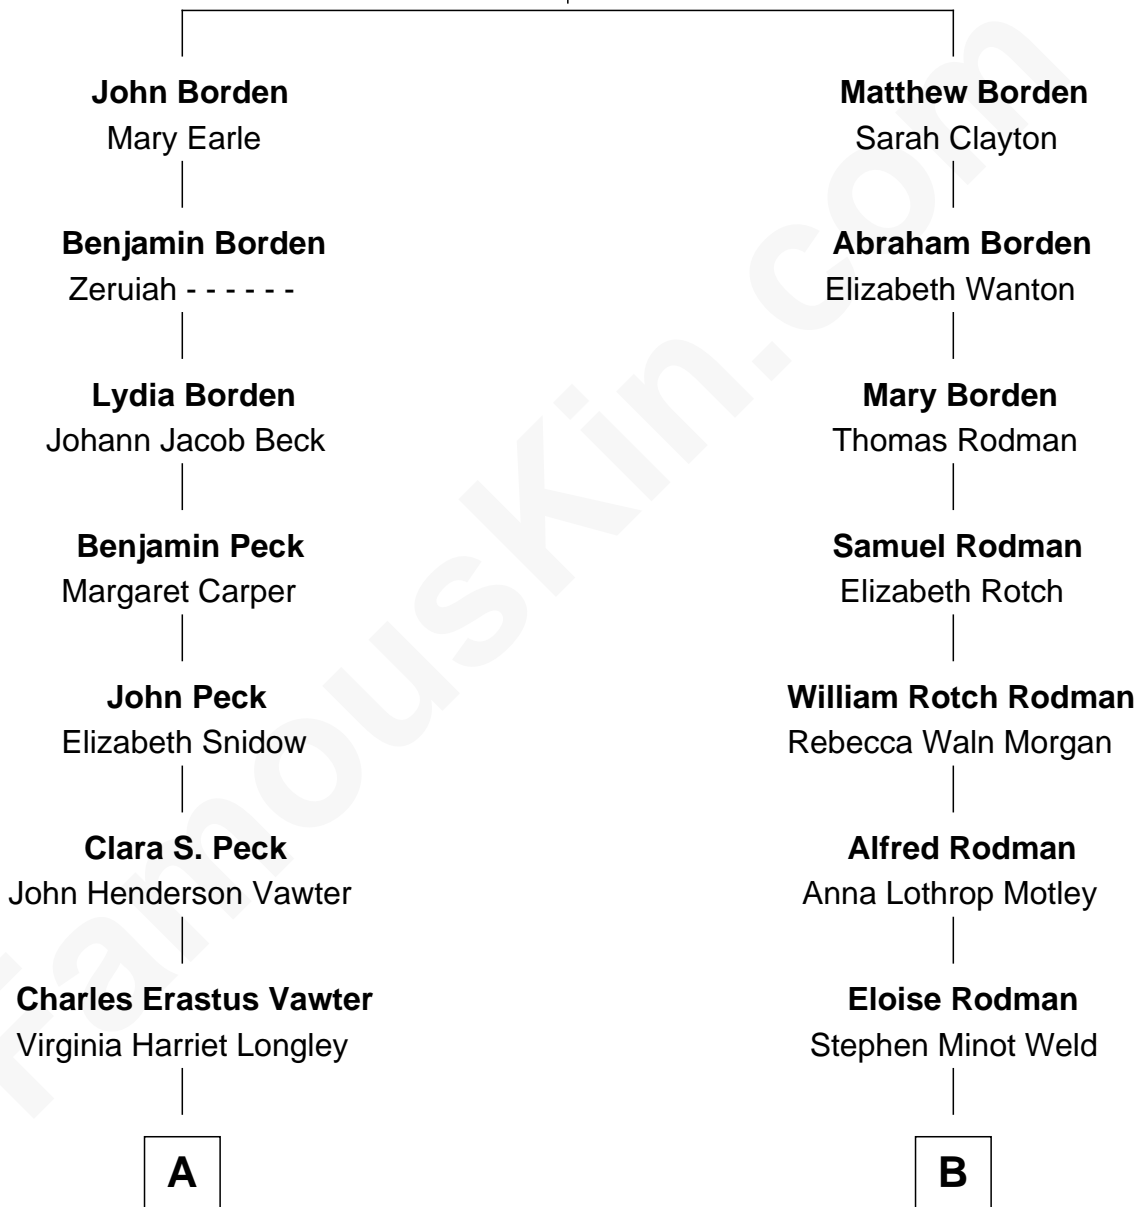 John Borden
Mary Earle
Benjamin Borden
Zeruiah - - - - - -
Lydia Borden
Johann Jacob Beck
Benjamin Peck
Margaret Carper
John Peck
Elizabeth Snidow
Clara S. Peck
John Henderson Vawter
Charles Erastus Vawter
Virginia Harriet Longley
A
Matthew Borden
Sarah Clayton
Abraham Borden
Elizabeth Wanton
Mary Borden
Thomas Rodman
Samuel Rodman
Elizabeth Rotch
William Rotch Rodman
Rebecca Waln Morgan
Alfred Rodman
Anna Lothrop Motley
Eloise Rodman
Stephen Minot Weld
B
FamousKin.com